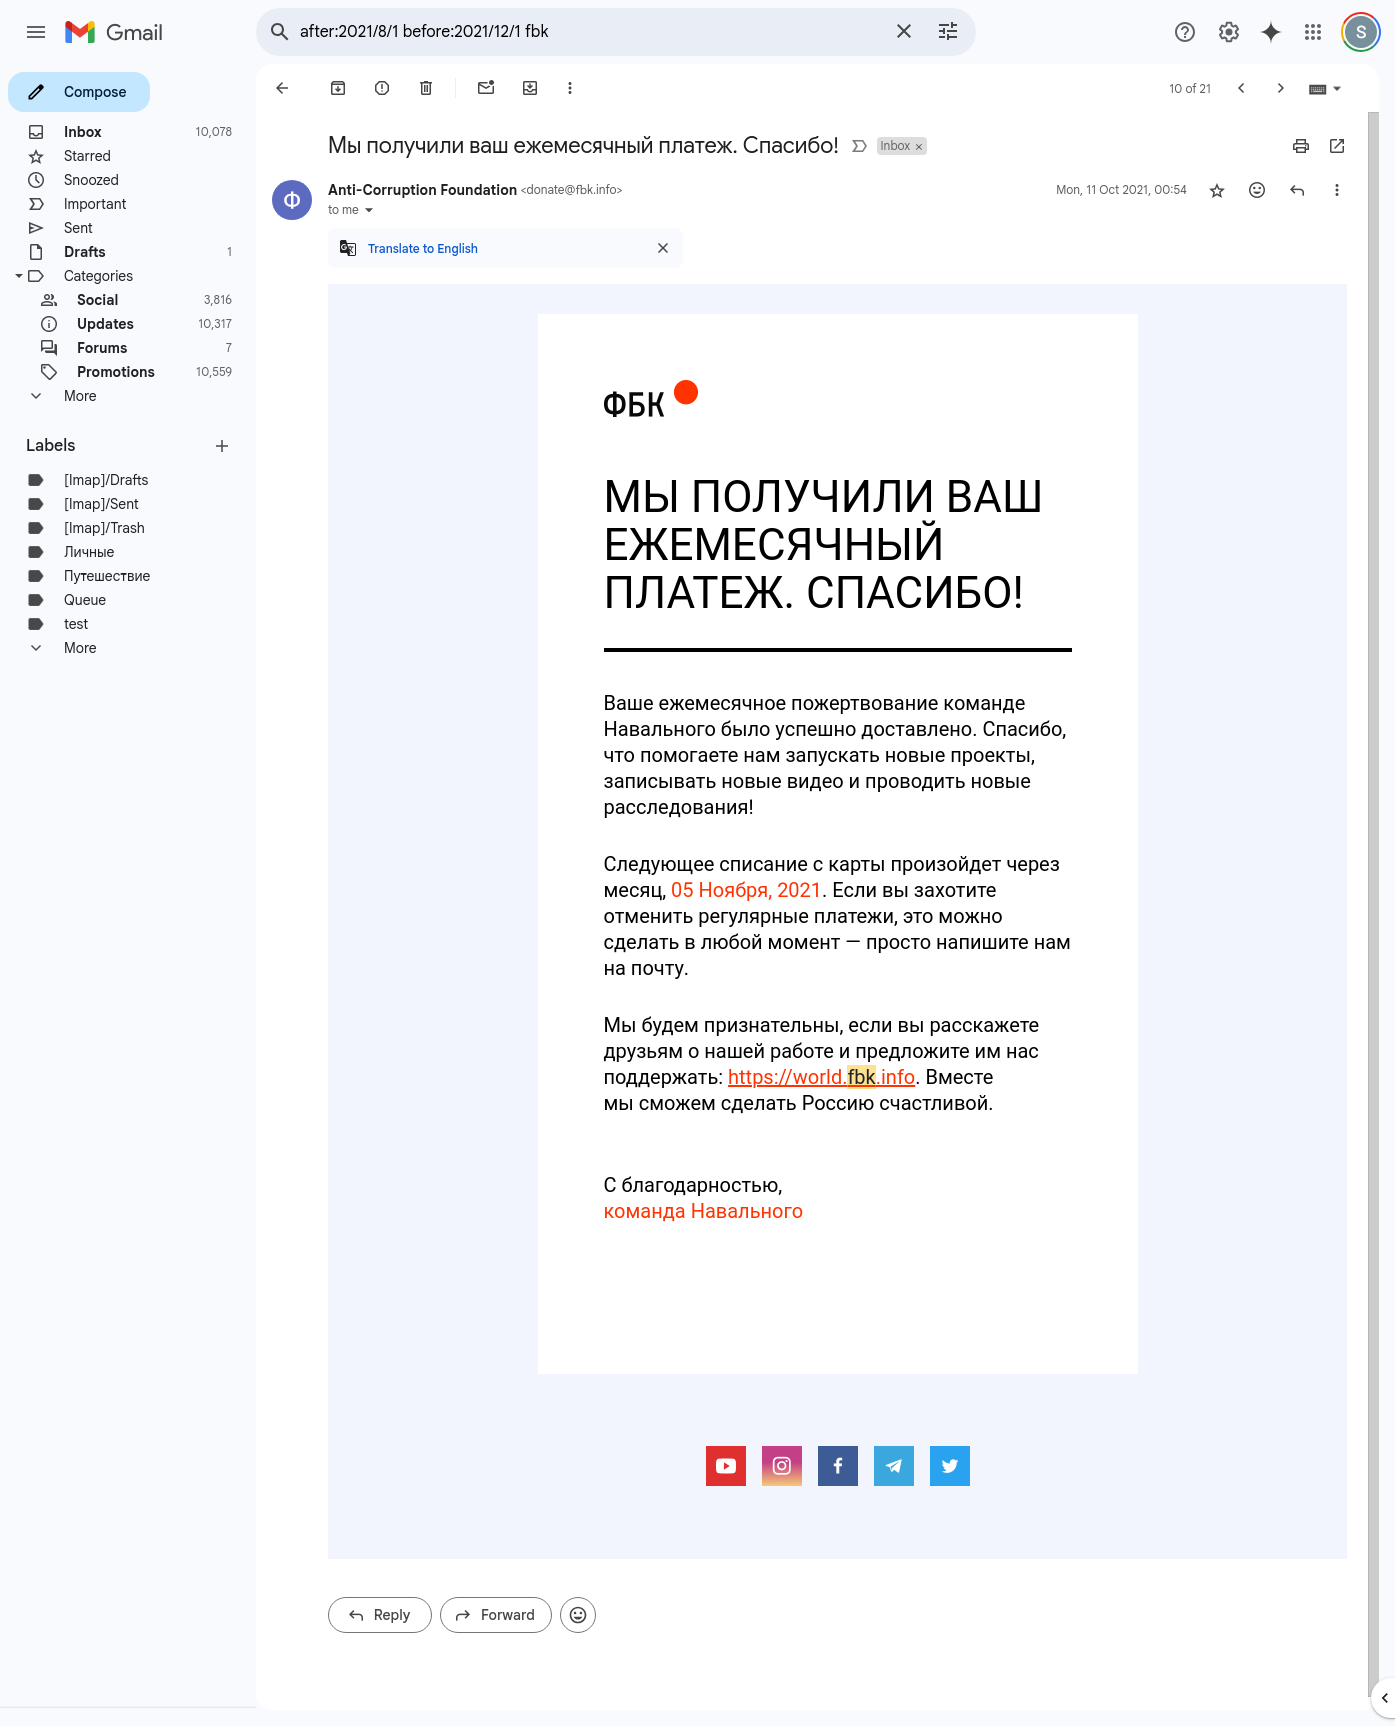 Gmail
after:2021/8/1 before:2021/12/1 fbk
S
Compose
Inbox 10,078
Starred
Snoozed
Important
Sent
Drafts 1
Categories
Social 3,816
Updates 10,317
Forums 7
Promotions 10,559
More
Labels
[Imap]/Drafts
[Imap]/Sent
[Imap]/Trash
Личные
Путешествие
Queue
test
More
10 of 21
Мы получили ваш ежемесячный платеж. Спасибо! Inbox ×
Ф
Anti-Corruption Foundation <donate@fbk.info> Mon, 11 Oct 2021, 00:54
to me
Translate to English
ФБК
МЫ ПОЛУЧИЛИ ВАШ
ЕЖЕМЕСЯЧНЫЙ
ПЛАТЕЖ. СПАСИБО!
Ваше ежемесячное пожертвование команде
Навального было успешно доставлено. Спасибо,
что помогаете нам запускать новые проекты,
записывать новые видео и проводить новые
расследования!
Следующее списание с карты произойдет через
месяц, 05 Ноября, 2021. Если вы захотите
отменить регулярные платежи, это можно
сделать в любой момент — просто напишите нам
на почту.
Мы будем признательны, если вы расскажете
друзьям о нашей работе и предложите им нас
поддержать: https://world.fbk.info. Вместе
мы сможем сделать Россию счастливой.
С благодарностью,
команда Навального
Reply
Forward